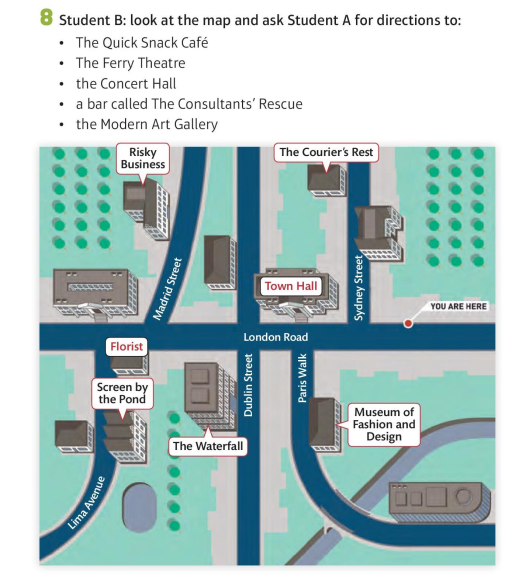 8 Student B: look at the map and ask Student A for directions to:
• The Quick Snack Café
• The Ferry Theatre
• the Concert Hall
• a bar called The Consultants’ Rescue
• the Modern Art Gallery
Risky
Business
The Courier’s Rest
Madrid Street
Town Hall
Sydney Street
YOU ARE HERE
London Road
Florist
Screen by
the Pond
Dublin Street
Paris Walk
Museum of
Fashion and
Design
The Waterfall
Lima Avenue